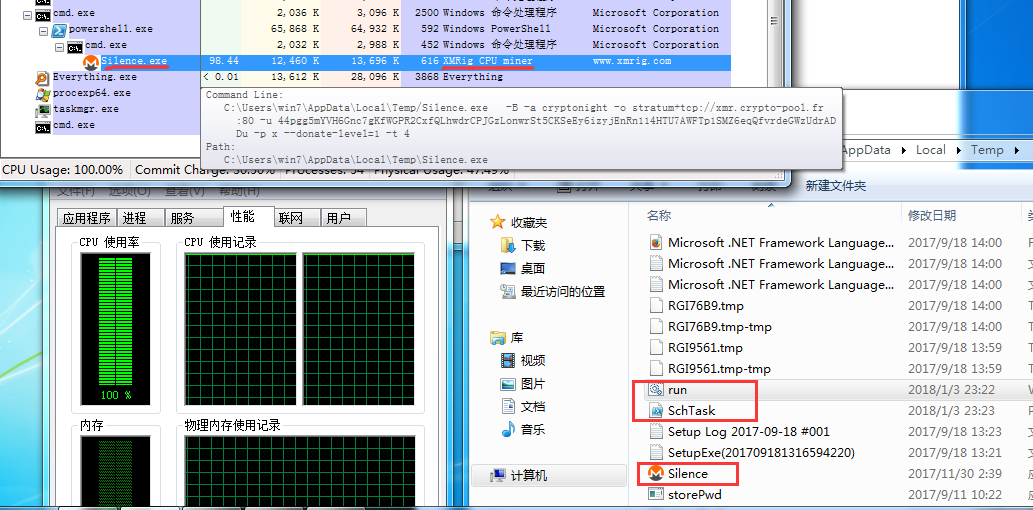 cmd.exe 2,036 K 3,096 K 2500 Windows 命令处理程序 Microsoft Corporation
powershell.exe 65,868 K 64,932 K 592 Windows PowerShell Microsoft Corporation
cmd.exe 2,032 K 2,988 K 452 Windows 命令处理程序 Microsoft Corporation
Silence.exe 98.44 12,460 K 13,696 K 616 XMRig CPU miner www.xmrig.com
Everything.exe < 0.01 13,612 K 28,096 K 3868 Everything
procexp64.exe
taskmgr.exe
cmd.exe
Command Line:
C:\Users\win7\AppData\Local\Temp/Silence.exe -B -a cryptonight -o stratum+tcp://xmr.crypto-pool.fr
:80 -u 44pgg5mYVH6Gnc7gKfWGPR2CxfQLhwdrCPJGzLonwrSt5CKSeEy6izyjEnRn114HTU7AWFTp1SMZ6eqQfvrdeGWzUdrAD
Du -p x --donate-level=1 -t 4
Path:
C:\Users\win7\AppData\Local\Temp\Silence.exe
CPU Usage: 100.00% Commit Charge: 36.50% Processes: 54 Physical Usage: 47.49%
AppData Local Temp
文件(F) 选项(O) 查看(V) 帮助(H)
新建文件夹
应用程序 进程 服务 性能 联网 用户
CPU 使用率 CPU 使用记录
100 %
内存 物理内存使用记录
收藏夹
下载
桌面
最近访问的位置
库
视频
图片
文档
音乐
计算机
名称 修改日期
Microsoft .NET Framework Language... 2017/9/18 14:00
Microsoft .NET Framework Language... 2017/9/18 14:00
Microsoft .NET Framework Language... 2017/9/18 14:00
RGI76B9.tmp 2017/9/18 14:00
RGI76B9.tmp-tmp 2017/9/18 14:00
RGI9561.tmp 2017/9/18 13:59
RGI9561.tmp-tmp 2017/9/18 13:59
run 2018/1/3 23:22
SchTask 2018/1/3 23:23
Setup Log 2017-09-18 #001 2017/9/18 13:23
SetupExe(201709181316594220) 2017/9/18 13:22
Silence 2017/11/30 2:39
storePwd 2017/9/11 10:22